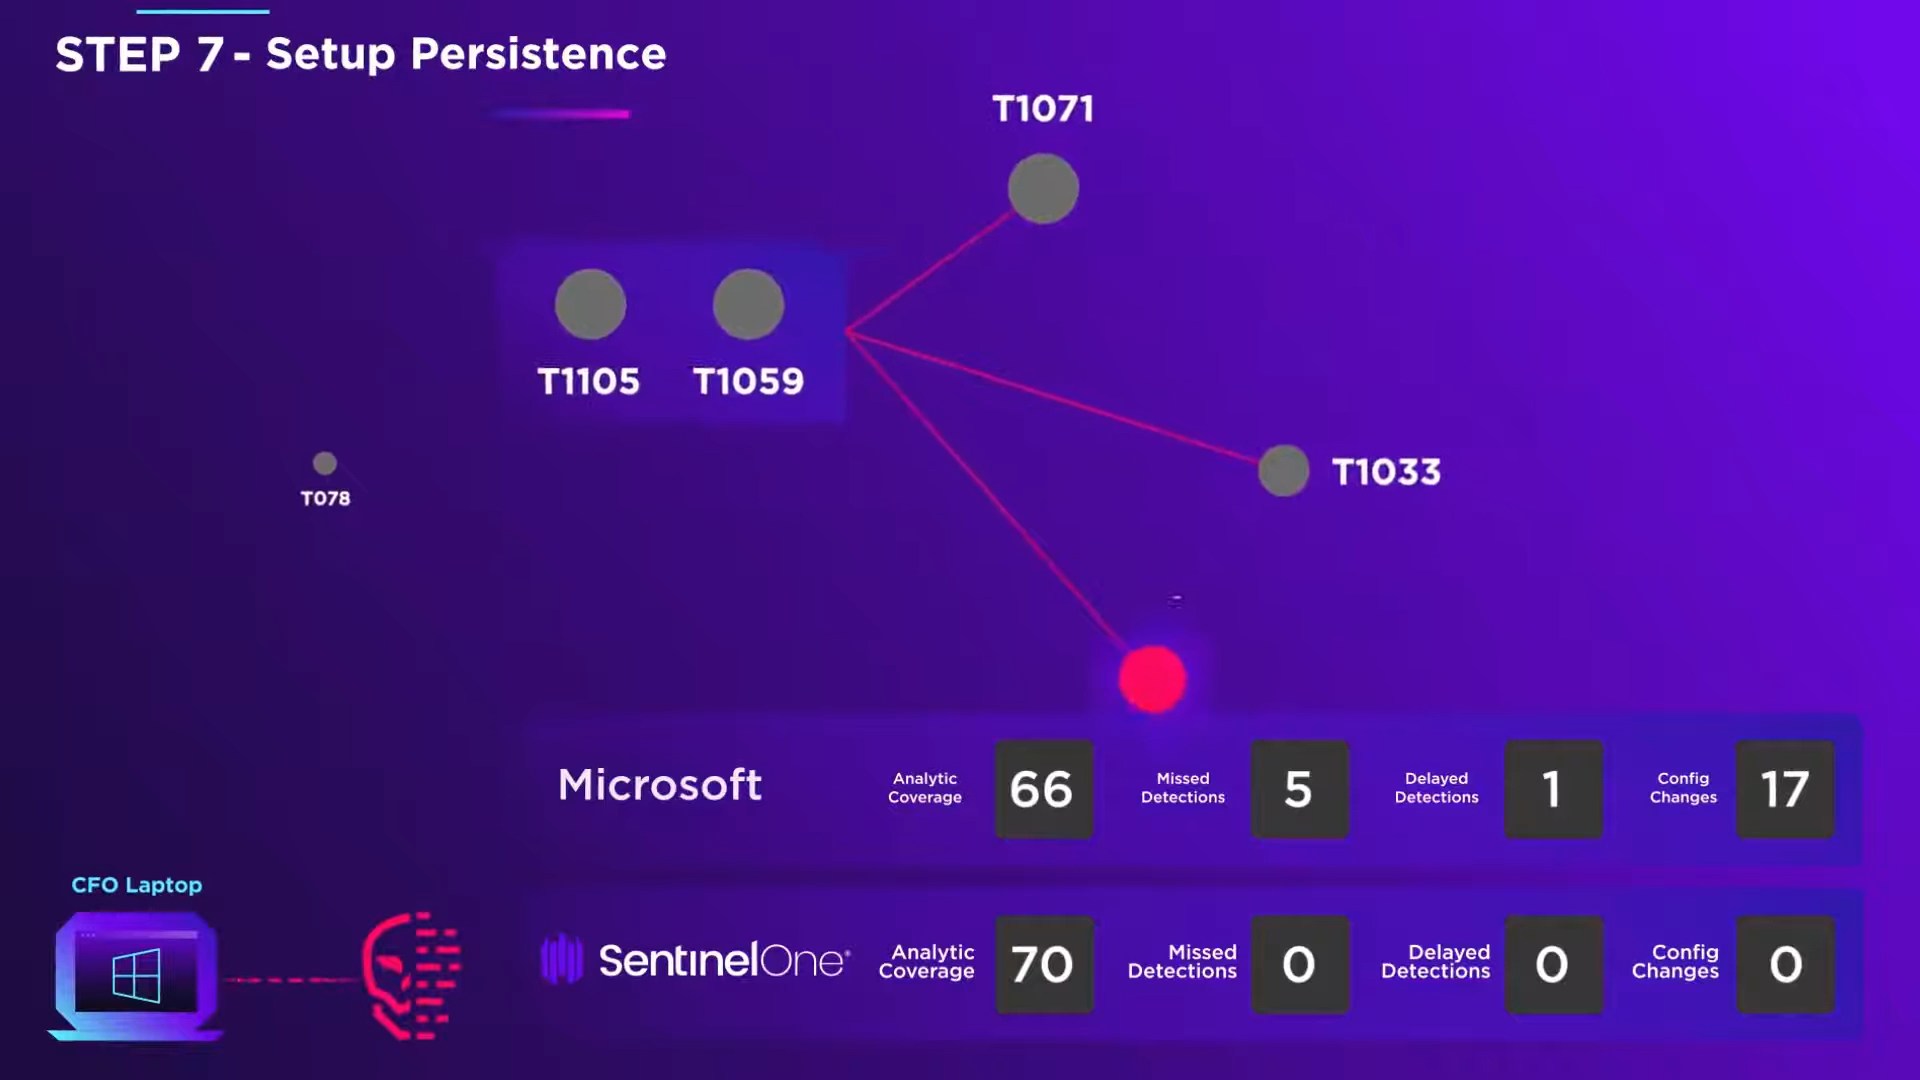 STEP 7 - Setup Persistence
T1071
T1105 T1059
T1033
T078
Microsoft
Analytic
Coverage
66
Missed
Detections
5
Delayed
Detections
1
Config
Changes
17
CFO Laptop
SentinelOne
Analytic
Coverage
70
Missed
Detections
0
Delayed
Detections
0
Config
Changes
0